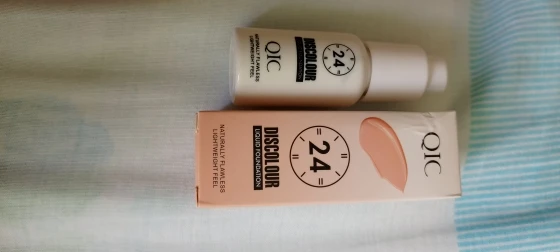 24
DISCOLOUR
QIC
NATURALLY FLAWLESS
LIGHTWEIGHT FEEL
QIC
24
DISCOLOUR
LIQUID FOUNDATION
NATURALLY FLAWLESS
LIGHTWEIGHT FEEL